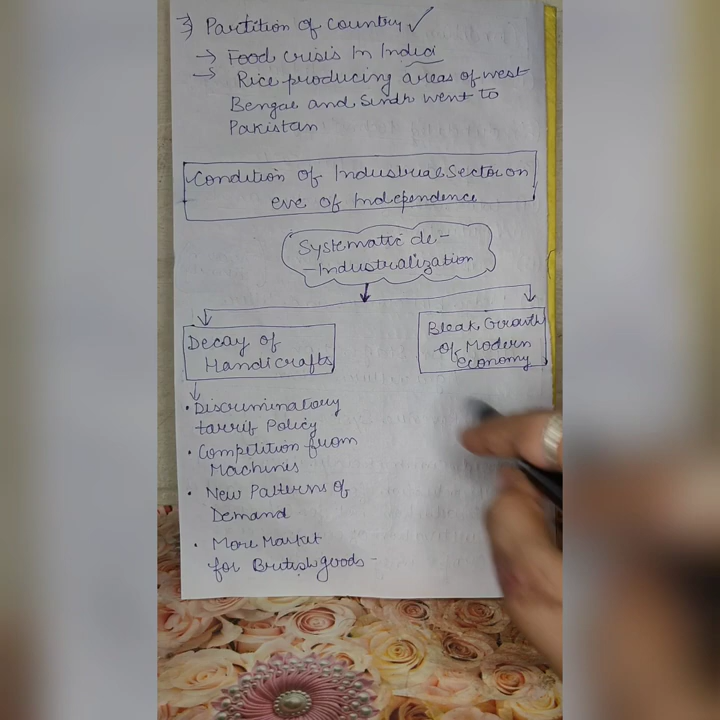 3) Partition of Country ✓
→ Food crisis In India
→ Rice producing areas of west
Bengal and Sindh went to
Pakistan
Condition of Industrial Sector on
eve of Independence
Systematic de-
-Industrialization
Decay of
Handicrafts
Bleak Growth
of Modern
economy
• Discriminatory
tarrif Policy
• Competition from
Machines
• New Patterns of
Demand
• More Market
for British goods -